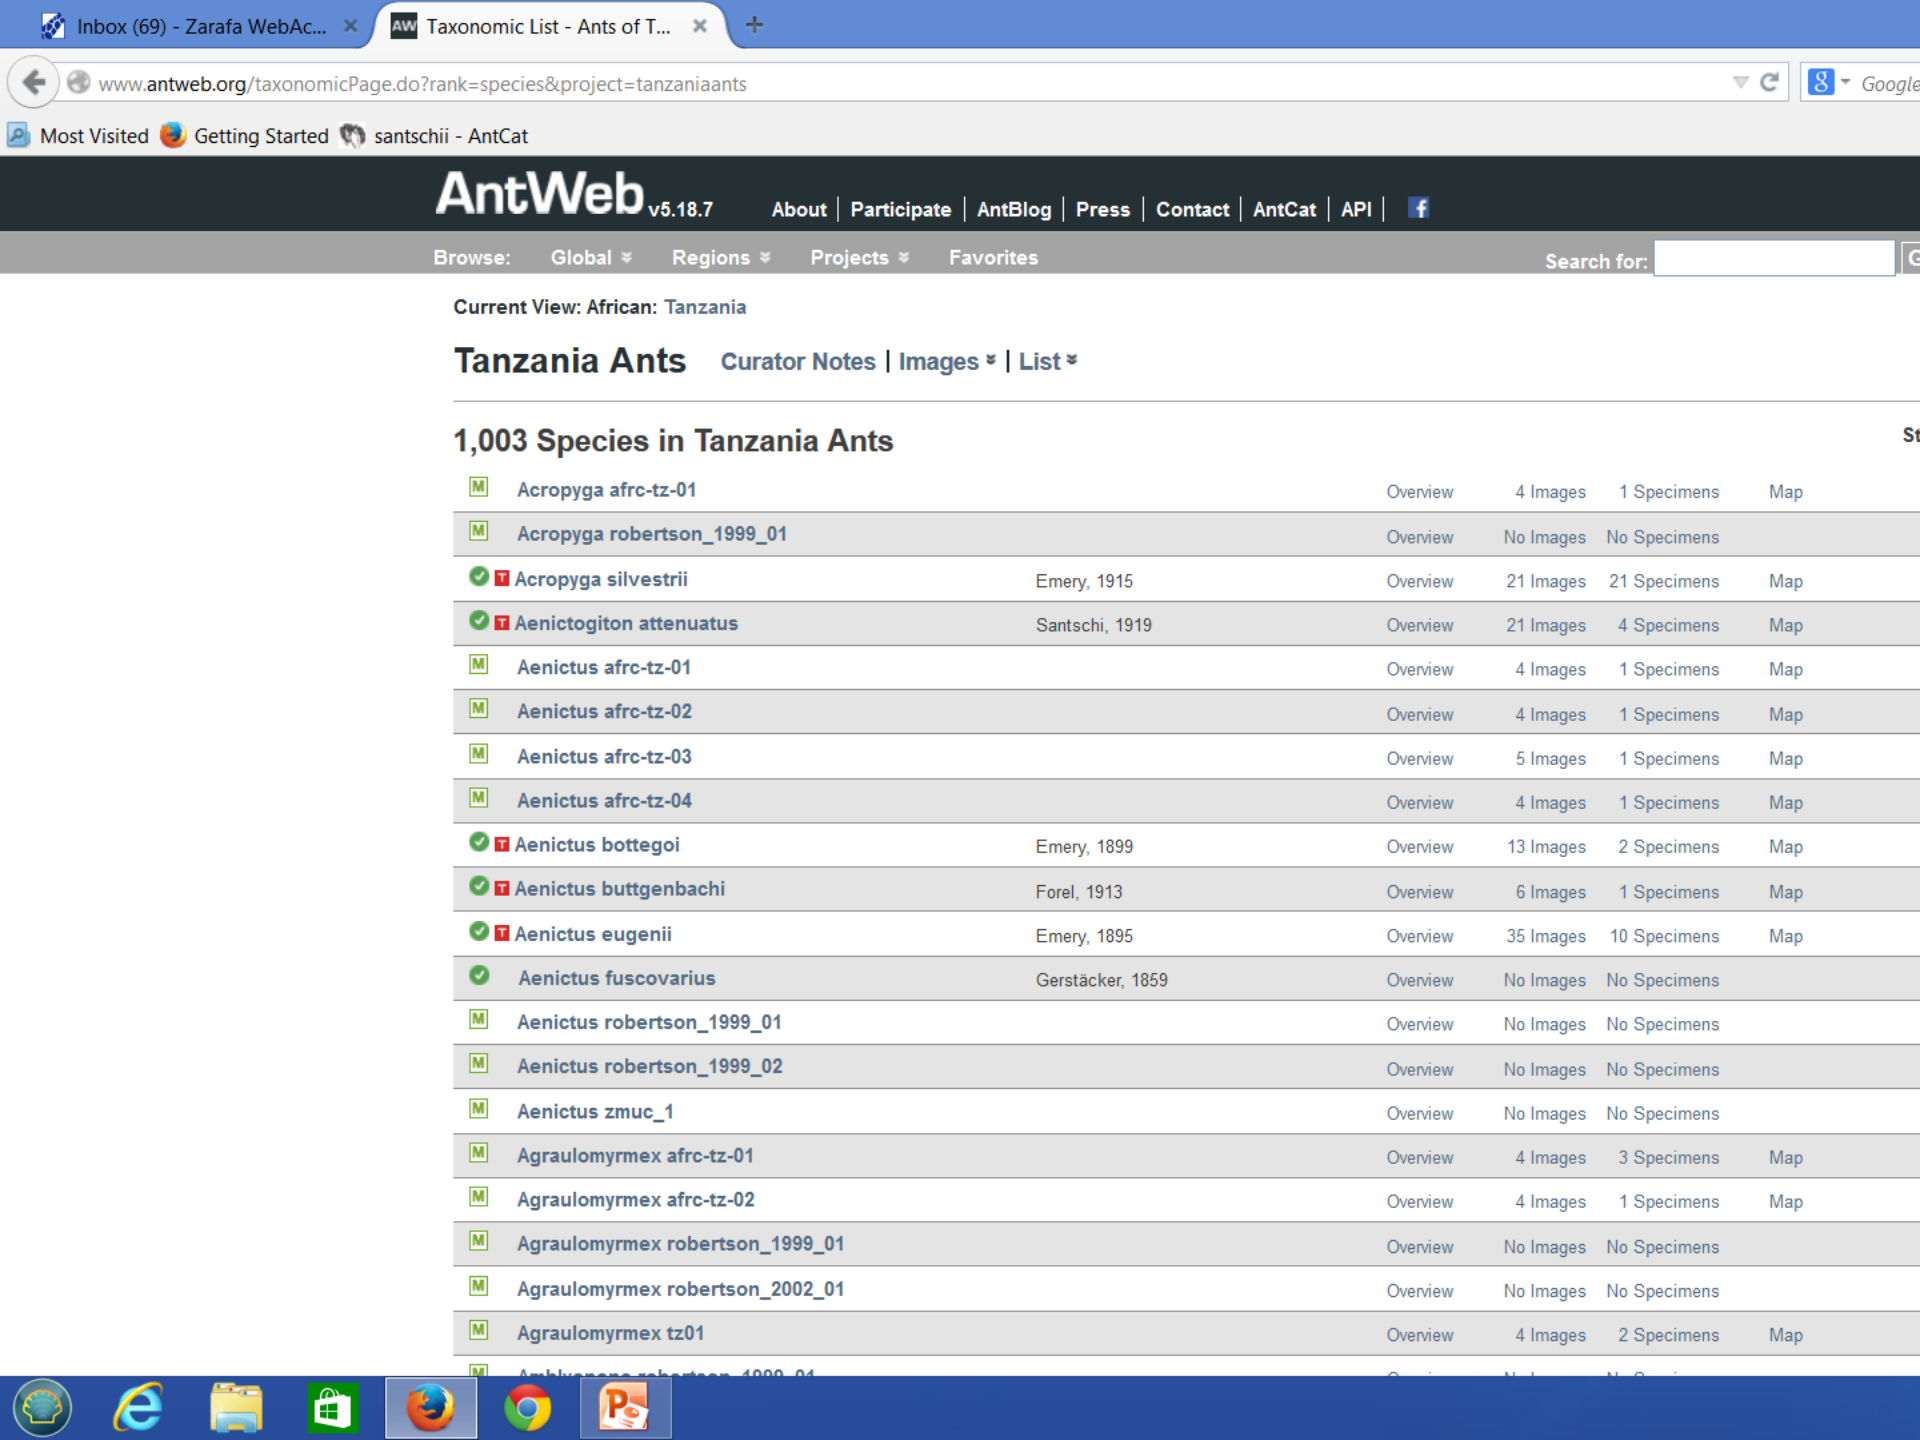 Inbox (69) - Zarafa WebAc...
AW Taxonomic List - Ants of T...
www.antweb.org/taxonomicPage.do?rank=species&project=tanzaniaants
8 Google
Most Visited Getting Started santschii - AntCat
AntWeb v5.18.7 About | Participate | AntBlog | Press | Contact | AntCat | API | f
Browse: Global Regions Projects Favorites Search for: G
Current View: African: Tanzania
Tanzania Ants Curator Notes | Images | List
1,003 Species in Tanzania Ants St
M Acropyga afrc-tz-01 Overview 4 Images 1 Specimens Map
M Acropyga robertson_1999_01 Overview No Images No Specimens
T Acropyga silvestrii Emery, 1915 Overview 21 Images 21 Specimens Map
T Aenictogiton attenuatus Santschi, 1919 Overview 21 Images 4 Specimens Map
M Aenictus afrc-tz-01 Overview 4 Images 1 Specimens Map
M Aenictus afrc-tz-02 Overview 4 Images 1 Specimens Map
M Aenictus afrc-tz-03 Overview 5 Images 1 Specimens Map
M Aenictus afrc-tz-04 Overview 4 Images 1 Specimens Map
T Aenictus bottegoi Emery, 1899 Overview 13 Images 2 Specimens Map
T Aenictus buttgenbachi Forel, 1913 Overview 6 Images 1 Specimens Map
T Aenictus eugenii Emery, 1895 Overview 35 Images 10 Specimens Map
Aenictus fuscovarius Gerstäcker, 1859 Overview No Images No Specimens
M Aenictus robertson_1999_01 Overview No Images No Specimens
M Aenictus robertson_1999_02 Overview No Images No Specimens
M Aenictus zmuc_1 Overview No Images No Specimens
M Agraulomyrmex afrc-tz-01 Overview 4 Images 3 Specimens Map
M Agraulomyrmex afrc-tz-02 Overview 4 Images 1 Specimens Map
M Agraulomyrmex robertson_1999_01 Overview No Images No Specimens
M Agraulomyrmex robertson_2002_01 Overview No Images No Specimens
M Agraulomyrmex tz01 Overview 4 Images 2 Specimens Map